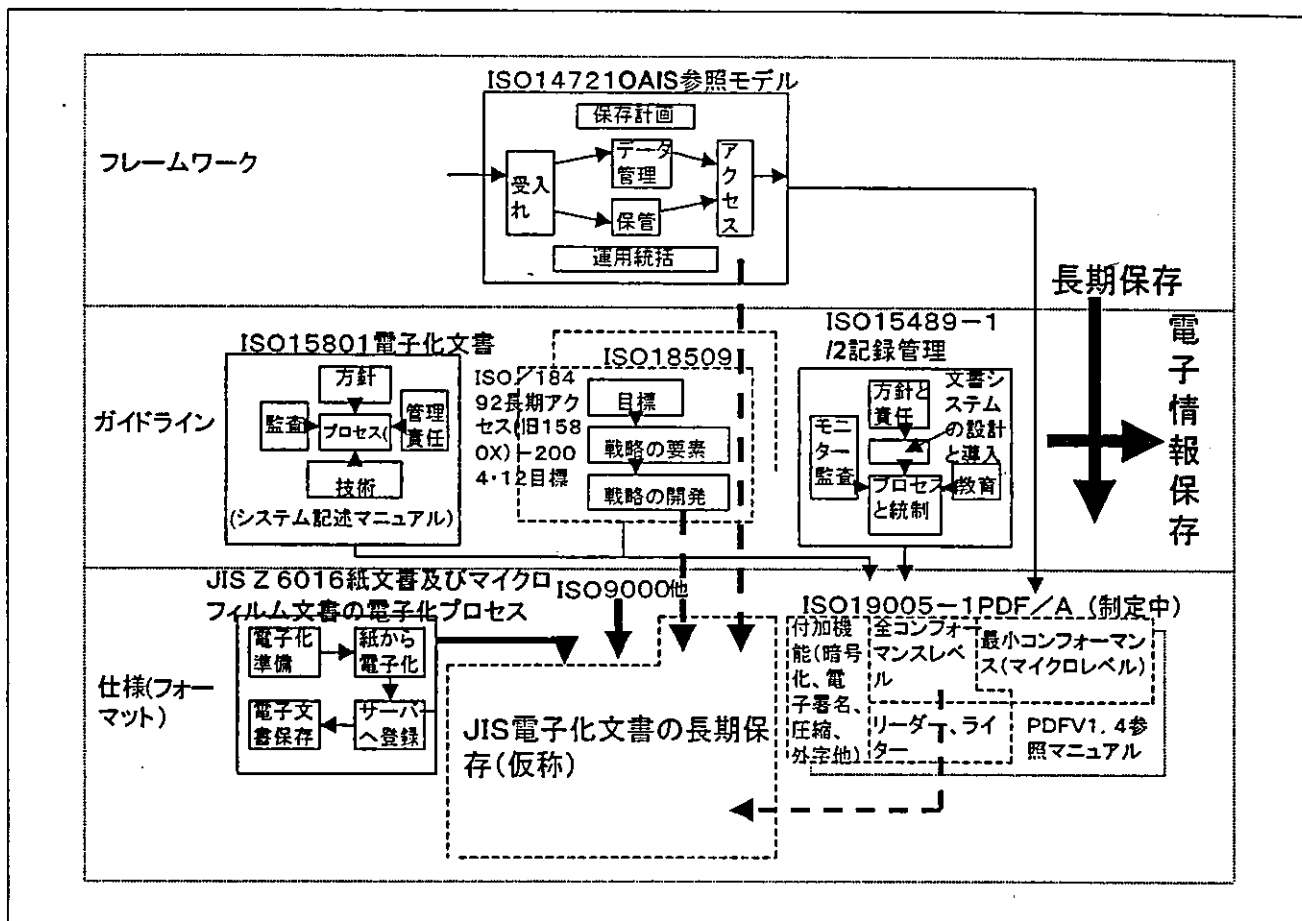 ISO14721OAIS参照モデル
保存計画
フレームワーク
受入
れ
データ
管理
保管
ア
ク
セ
ス
運用統括
長期保存
電子情報保存
ISO15801電子化文書
方針
監査
プロセス(
管理
責任
技術
(システム記述マニュアル)
ガイドライン
ISO18509
ISO/184
92長期アク
セス(旧158
0X)-200
4・12目標
目標
戦略の要素
戦略の開発
ISO15489-1
/2記録管理
方針と
責任
文書シ
ステム
の設計
と導入
モニ
ター
監査
プロセス
と統制
教育
JIS Z 6016紙文書及びマイクロ
フィルム文書の電子化プロセス
電子化
準備
紙から
電子化
電子文
書保存
サーバ
へ登録
仕様(フォー
マット)
ISO9000他
JIS電子化文書の長期保
存(仮称)
ISO19005-1PDF/A (制定中)
付加機
能(暗号
化、電
子署名、
圧縮、
外字他)
全コンフォー
マンスレベ
ル
最小コンフォーマン
ス(マイクロレベル)
リーダー、ライ
ター
PDFV1.4参
照マニュアル